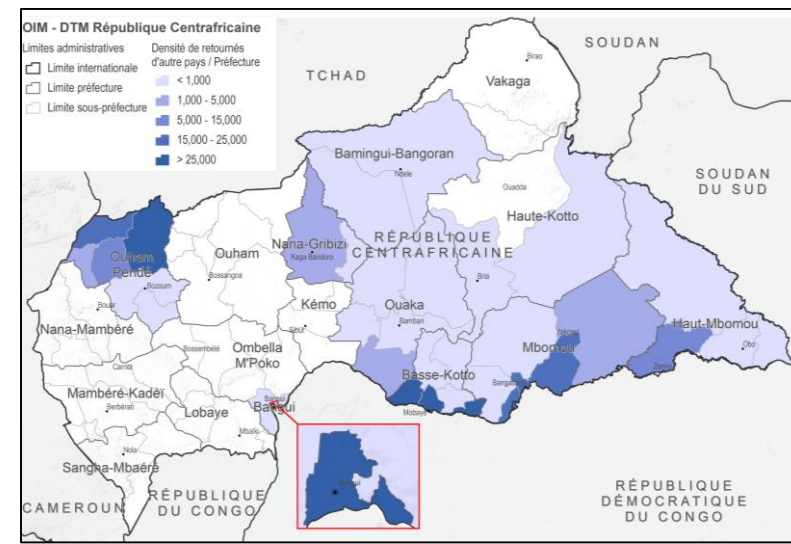 OIM - DTM République Centrafricaine
Limites administratives
Limite internationale
Limite préfecture
Limite sous-préfecture
Densité de retournés
d'autre pays / Préfecture
< 1,000
1,000 - 5,000
5,000 - 15,000
15,000 - 25,000
> 25,000
SOUDAN
TCHAD
Birao
Vakaga
Bamingui-Bangoran
Ndele
SOUDAN
DU SUD
Ouadda
Haute-Kotto
Ouham
Pendé
Ouham
Nana-Gribizi
Kaga Bandoro
RÉPUBLIQUE
CENTRAFRICAINE
Bossangoa
Bria
Bozoum
Bouar
Kémo
Ouaka
Nana-Mambéré
Sibut
Bambari
Haut-Mbomou
Yakossi
Mbomou
Obo
Bossembélé
Ombella
M'Poko
Zemio
Carnot
Basse-Kotto
Bangassou
Mambéré-Kadéï
Berbérati
Bangui
Bangui
Lobaye
Mobaye
Mbaïki
Nola
Bangui
Sangha-Mbaéré
CAMEROUN
RÉPUBLIQUE
DU CONGO
RÉPUBLIQUE
DÉMOCRATIQUE
DU CONGO